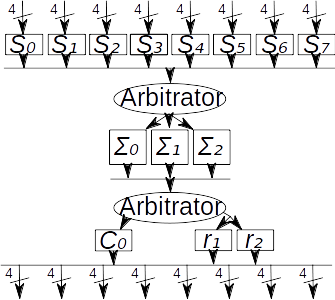 4 4 4 4 4 4 4 4
S0 S1 S2 S3 S4 S5 S6 S7
Arbitrator
Σ0 Σ1 Σ2
Arbitrator
C0 r1 r2
4 4 4 4 4 4 4 4